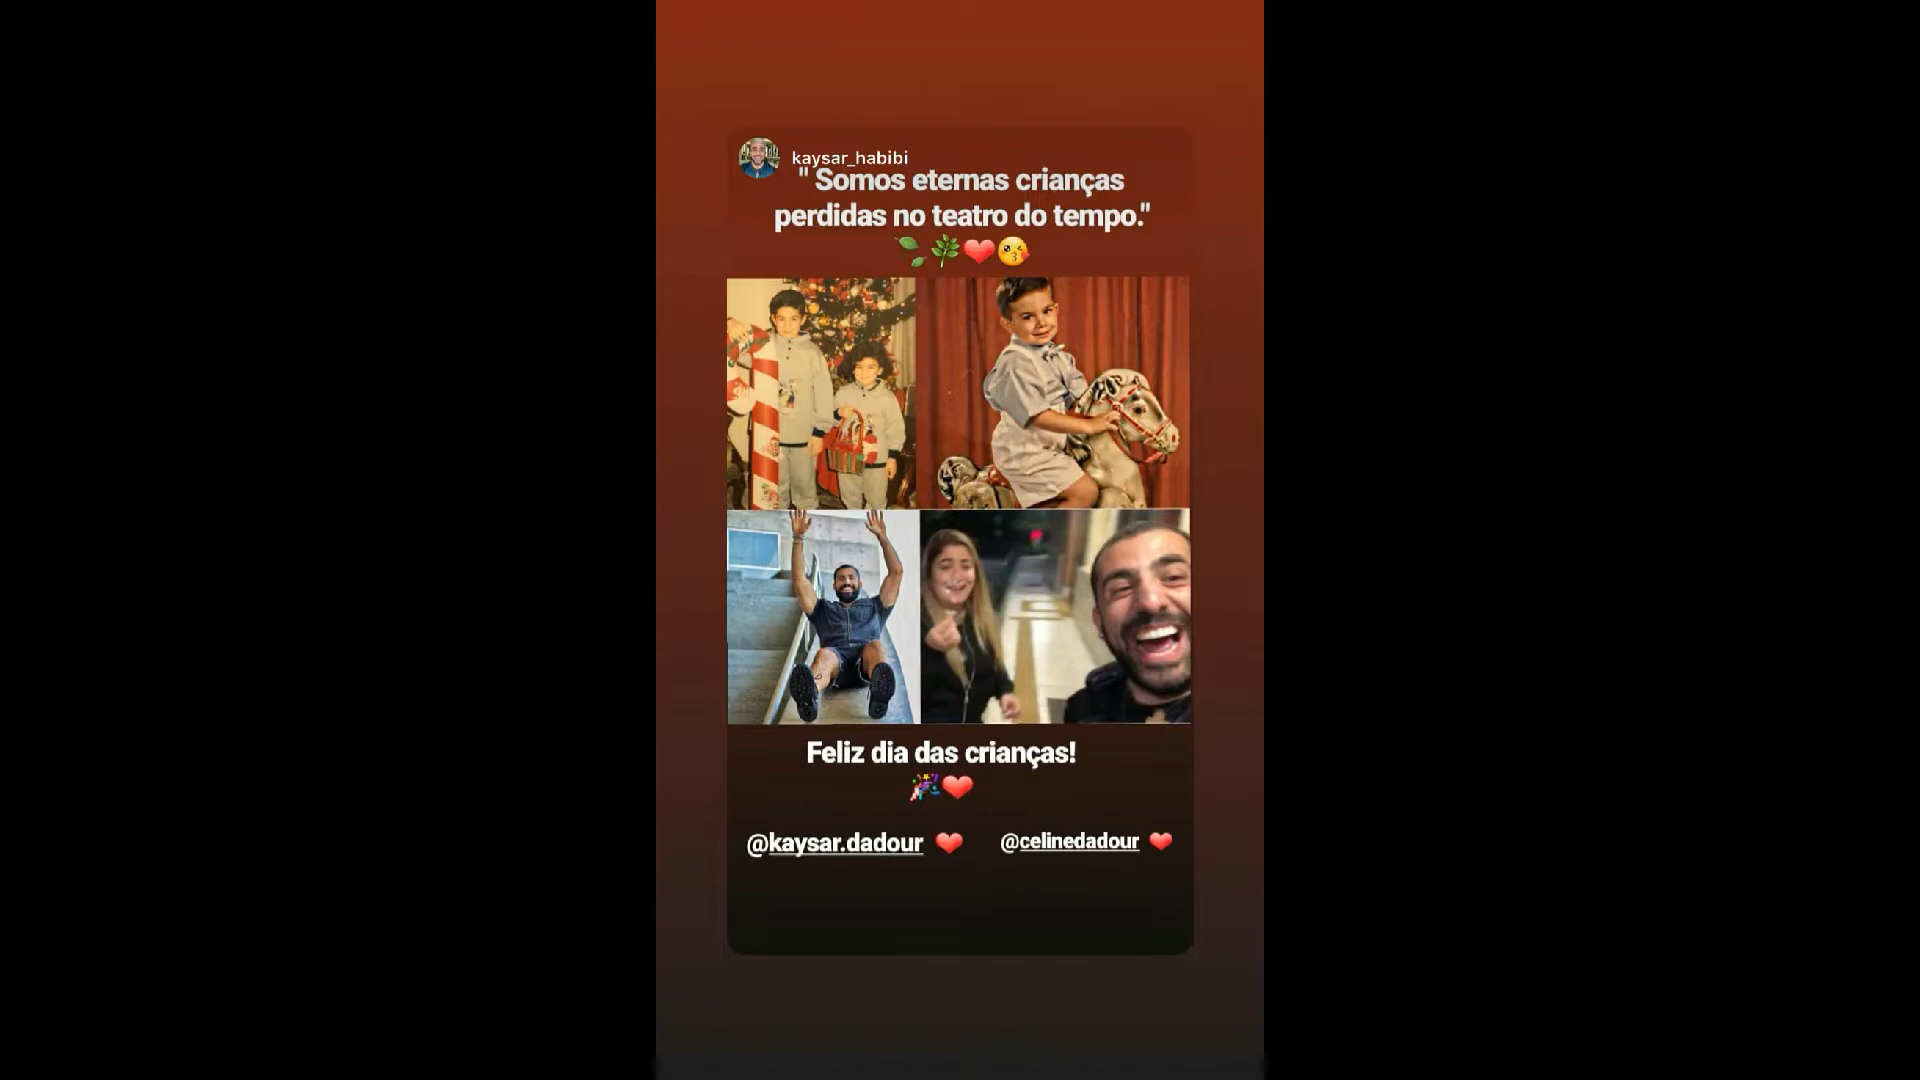 kaysar_habibi
" Somos eternas crianças
perdidas no teatro do tempo."
🍃🌿❤️😘
Feliz dia das crianças!
🎉❤️
@kaysar.dadour ❤️ @celinedadour ❤️